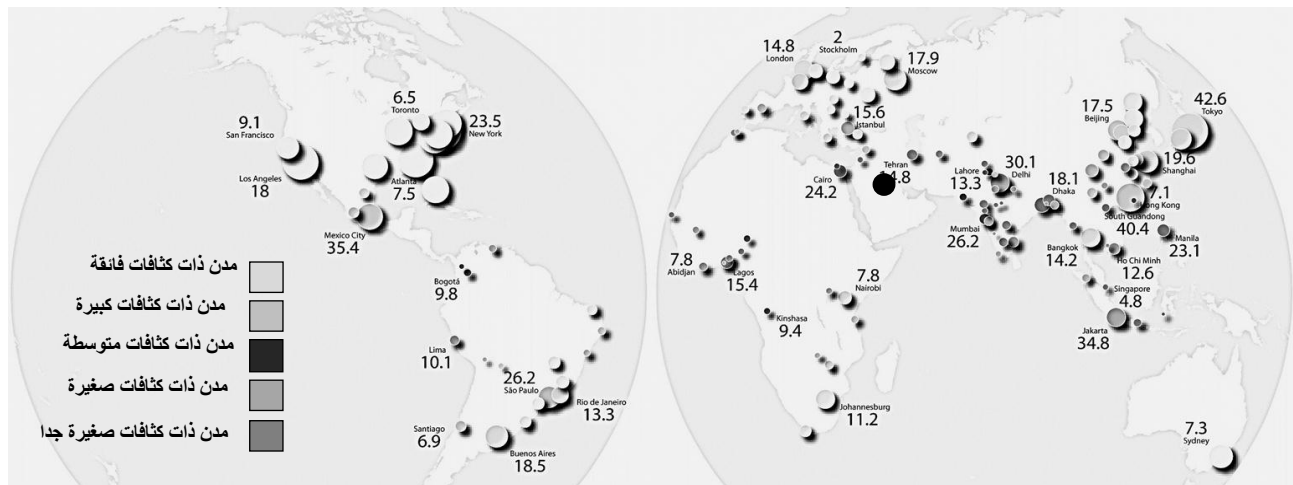 9.1
San Francisco
Los Angeles
18
6.5
Toronto
23.5
New York
Atlanta
7.5
Mexico City
35.4
Bogotá
9.8
Lima
10.1
26.2
São Paulo
Rio de Janeiro
13.3
Santiago
6.9
Buenos Aires
18.5
مدن ذات كثافات فائقة
مدن ذات كثافات كبيرة
مدن ذات كثافات متوسطة
مدن ذات كثافات صغيرة
مدن ذات كثافات صغيرة جدا
14.8
London
2
Stockholm
17.9
Moscow
15.6
Istanbul
Cairo
24.2
Tehran
14.8
Lahore
13.3
30.1
Delhi
18.1
Dhaka
Mumbai
26.2
17.5
Beijing
42.6
Tokyo
19.6
Shanghai
7.1
Hong Kong
South Guandong
40.4
Manila
23.1
Bangkok
14.2
Ho Chi Minh
12.6
Singapore
4.8
Jakarta
34.8
7.8
Abidjan
Lagos
15.4
7.8
Nairobi
Kinshasa
9.4
Johannesburg
11.2
7.3
Sydney